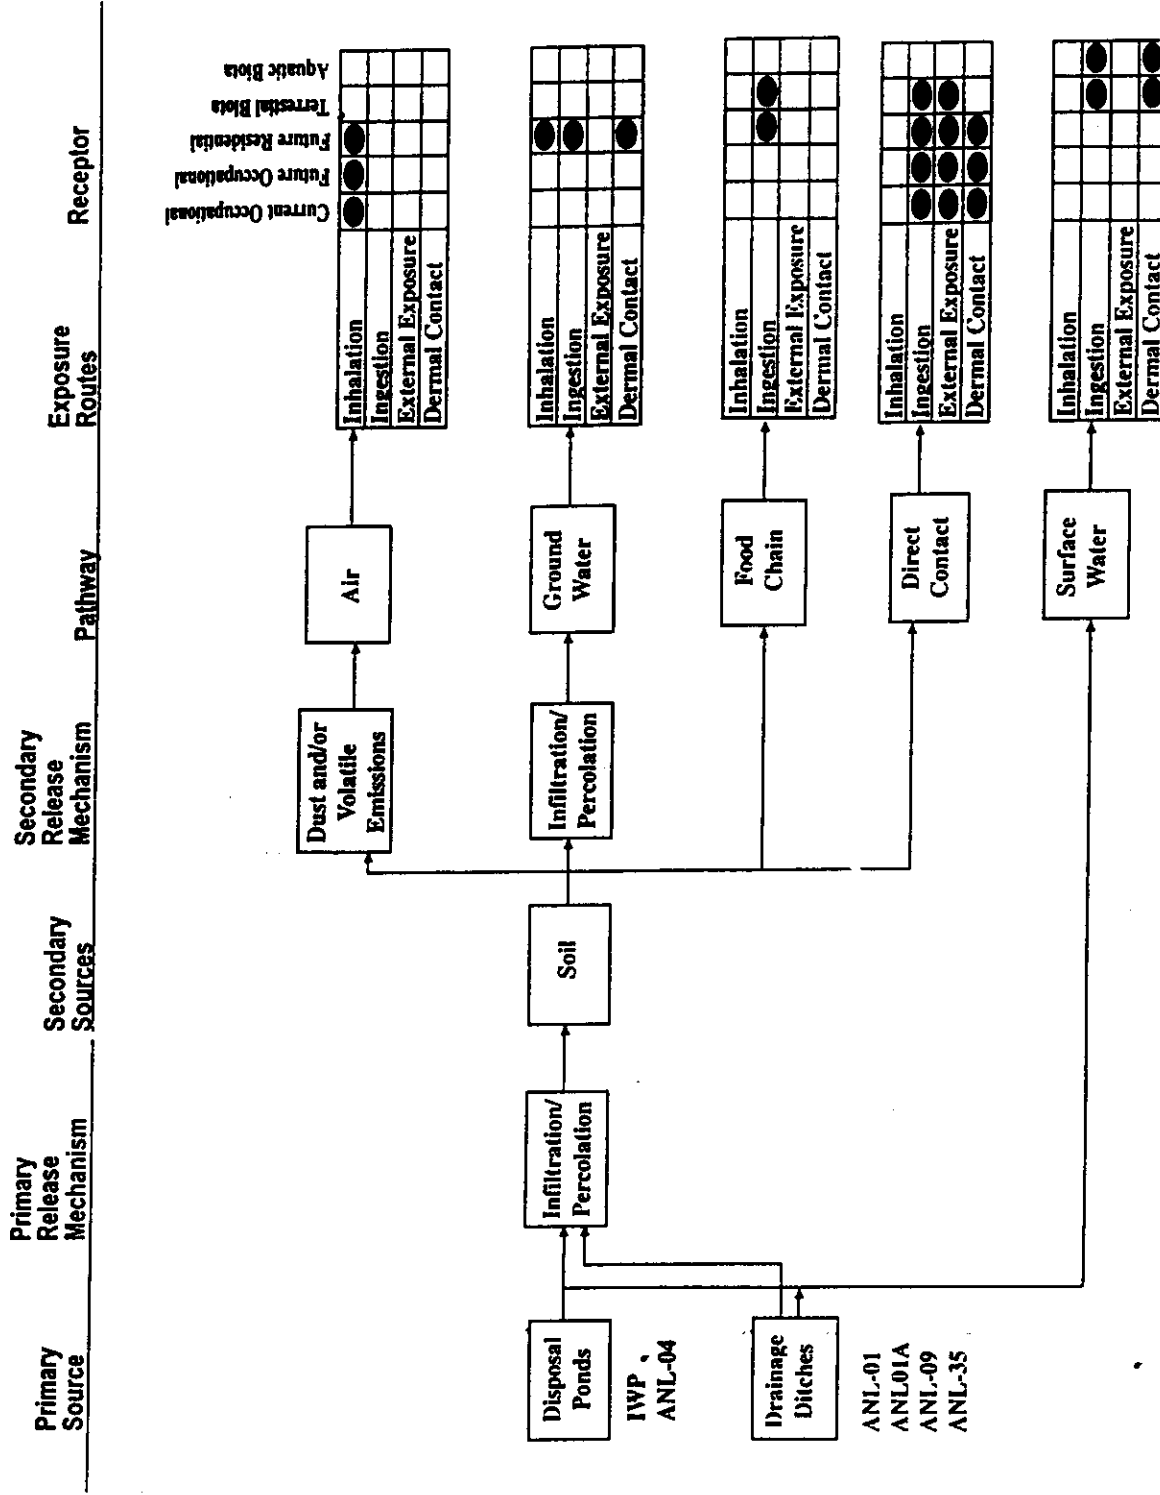 Primary
Source
Primary
Release
Mechanism
Secondary
Sources
Secondary
Release
Mechanism
Pathway
Exposure
Routes
Receptor
Current Occupational
Future Occupational
Future Residential
Terrestial Biota
Aquatic Biota
Disposal
Ponds
IWP
ANL-04
Drainage
Ditches
ANL-01
ANL01A
ANL-09
ANL-35
Infiltration/
Percolation
Soil
Dust and/or
Volatile
Emissions
Infiltration/
Percolation
Air
Ground
Water
Food
Chain
Direct
Contact
Surface
Water
Inhalation
Ingestion
External Exposure
Dermal Contact
Inhalation
Ingestion
External Exposure
Dermal Contact
Inhalation
Ingestion
External Exposure
Dermal Contact
Inhalation
Ingestion
External Exposure
Dermal Contact
Inhalation
Ingestion
External Exposure
Dermal Contact